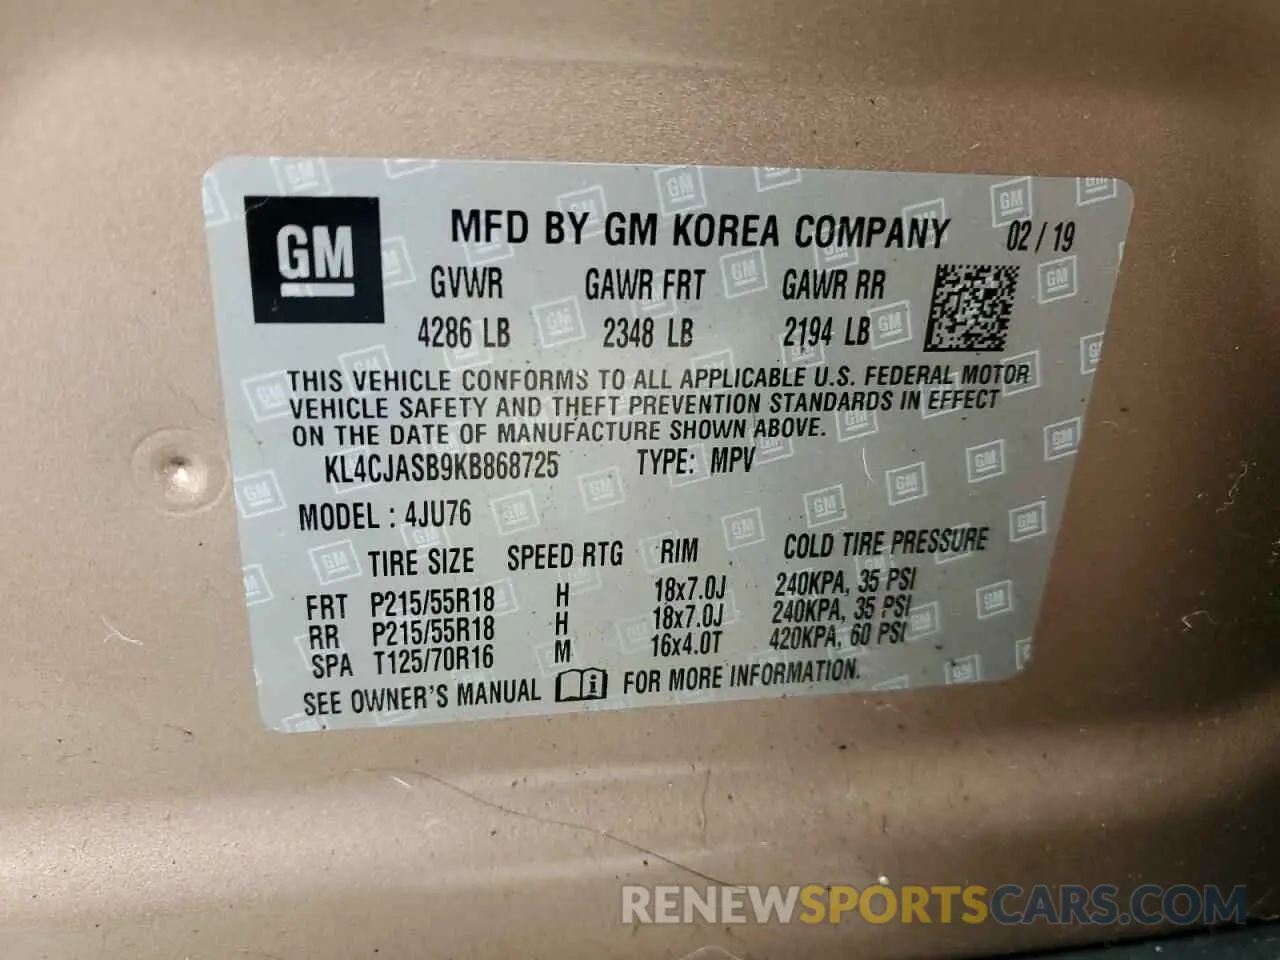 GM
MFD BY GM KOREA COMPANY 02/19
GVWR GAWR FRT GAWR RR
4286 LB 2348 LB 2194 LB
THIS VEHICLE CONFORMS TO ALL APPLICABLE U.S. FEDERAL MOTOR
VEHICLE SAFETY AND THEFT PREVENTION STANDARDS IN EFFECT
ON THE DATE OF MANUFACTURE SHOWN ABOVE.
KL4CJASB9KB868725 TYPE: MPV
MODEL : 4JU76
TIRE SIZE SPEED RTG RIM COLD TIRE PRESSURE
FRT P215/55R18 H 18x7.0J 240KPA, 35 PSI
RR P215/55R18 H 18x7.0J 240KPA, 35 PSI
SPA T125/70R16 M 16x4.0T 420KPA, 60 PSI
SEE OWNER'S MANUAL i FOR MORE INFORMATION.
RENEWSPORTSCARS.COM